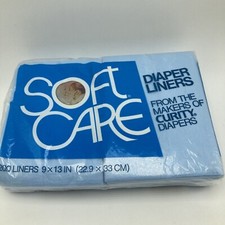 SOFT
CARE
DIAPER
LINERS
FROM THE
MAKERS OF
CURITY®
DIAPERS
LINERS 9 × 13 IN (22.9 × 33 CM)